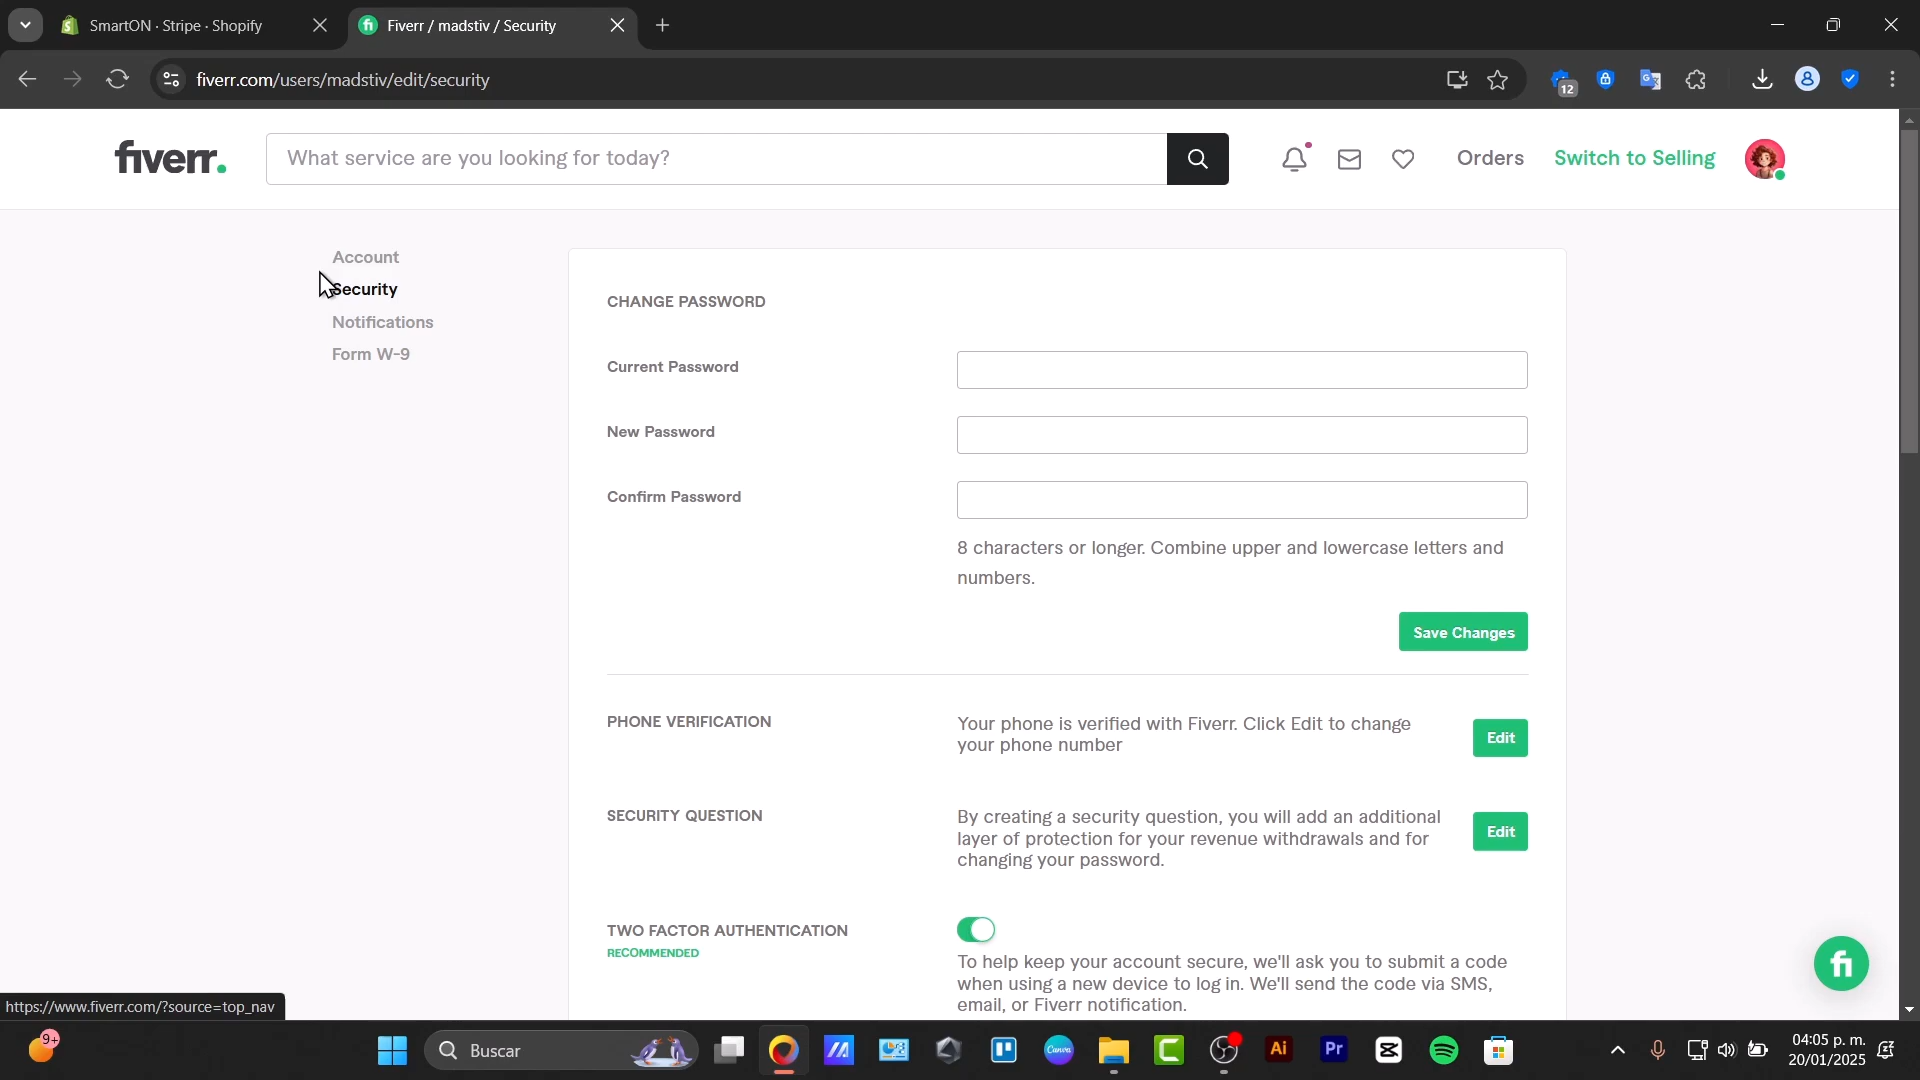 SmartON · Stripe · Shopify
Fiverr / madstiv / Security
fiverr.com/users/madstiv/edit/security
12
fiverr.
What service are you looking for today?
Orders
Switch to Selling
Account
Security
Notifications
Form W-9
CHANGE PASSWORD
Current Password
New Password
Confirm Password
8 characters or longer. Combine upper and lowercase letters and
numbers.
Save Changes
PHONE VERIFICATION
Your phone is verified with Fiverr. Click Edit to change
your phone number
Edit
SECURITY QUESTION
By creating a security question, you will add an additional
layer of protection for your revenue withdrawals and for
changing your password.
Edit
TWO FACTOR AUTHENTICATION
RECOMMENDED
To help keep your account secure, we'll ask you to submit a code
when using a new device to log in. We'll send the code via SMS,
email, or Fiverr notification.
fi
https://www.fiverr.com/?source=top_nav
9+
Buscar
Canva
Ai
Pr
04:05 p. m.
20/01/2025